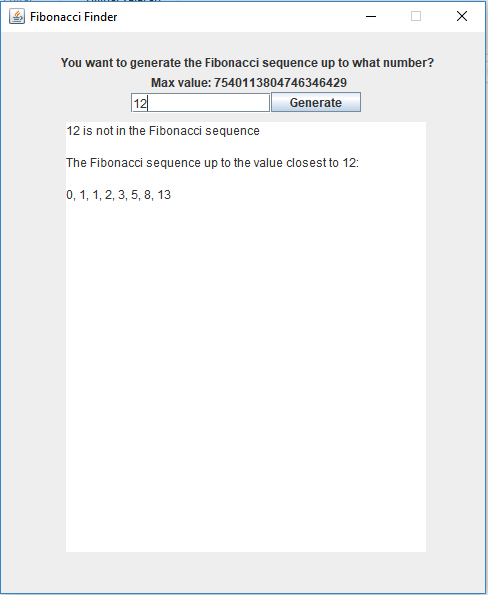 Fibonacci Finder
You want to generate the Fibonacci sequence up to what number?
Max value: 7540113804746346429
12
Generate
12 is not in the Fibonacci sequence
The Fibonacci sequence up to the value closest to 12:
0, 1, 1, 2, 3, 5, 8, 13